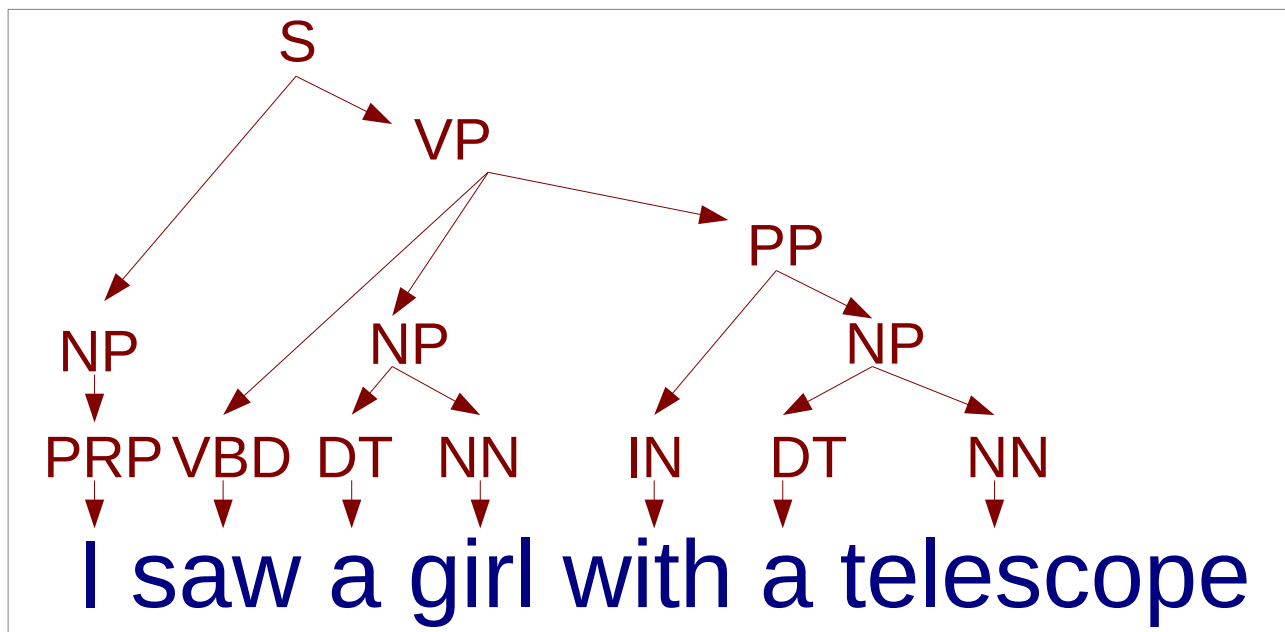 S
VP
PP
NP NP NP
PRP VBD DT NN IN DT NN
I saw a girl with a telescope